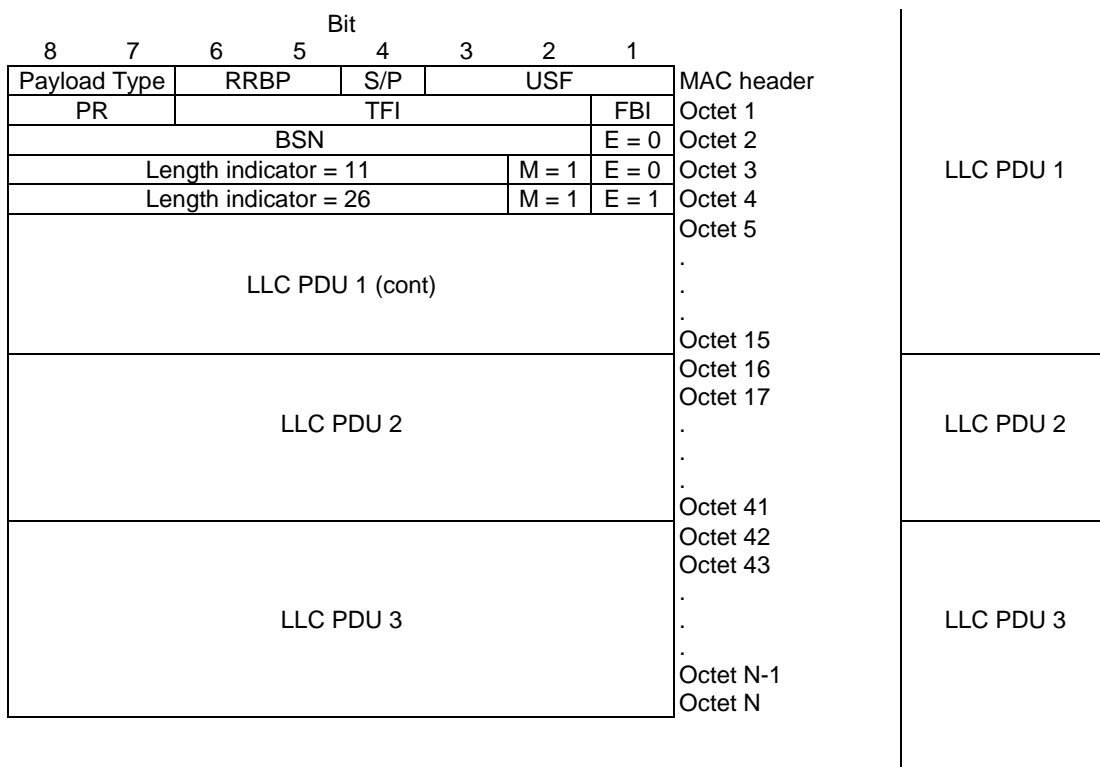 Bit
8 7 6 5 4 3 2 1
Payload Type RRBP S/P USF MAC header
PR TFI FBI Octet 1
BSN E = 0 Octet 2
Length indicator = 11 M = 1 E = 0 Octet 3 LLC PDU 1
Length indicator = 26 M = 1 E = 1 Octet 4
Octet 5
.
LLC PDU 1 (cont) .
.
Octet 15
Octet 16
Octet 17
LLC PDU 2 . LLC PDU 2
.
.
Octet 41
Octet 42
Octet 43
.
LLC PDU 3 . LLC PDU 3
.
Octet N-1
Octet N